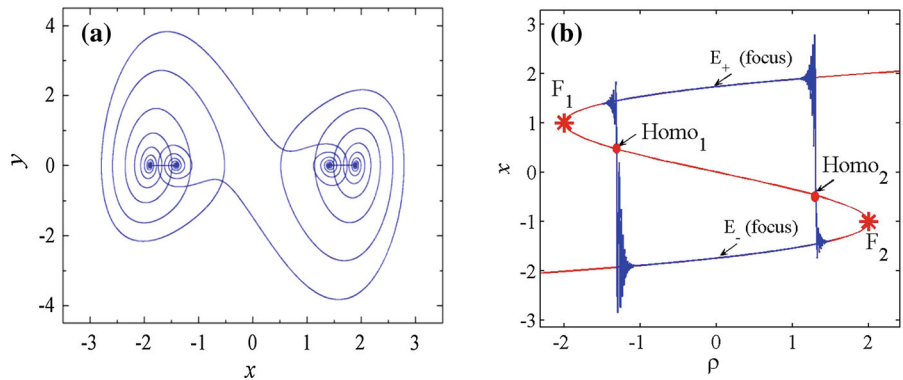 (a)
4
2
0
-2
-4
y
-3 -2 -1 0 1 2 3
x
(b)
3
2
1
0
-1
-2
-3
x
E+ (focus)
F1
Homo1
Homo2
E- (focus)
F2
-2 -1 0 1 2
ρ